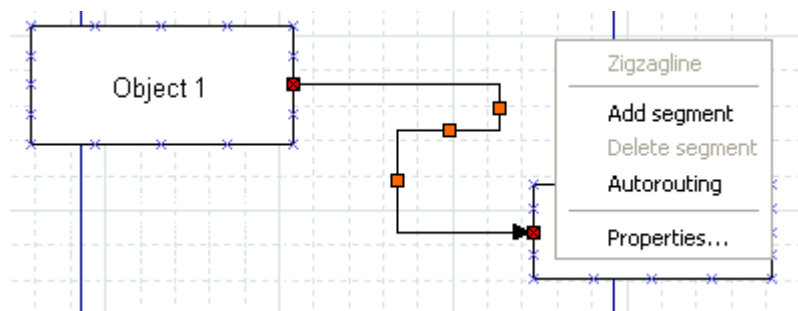 Object 1
Zigzagline
Add segment
Delete segment
Autorouting
Properties...